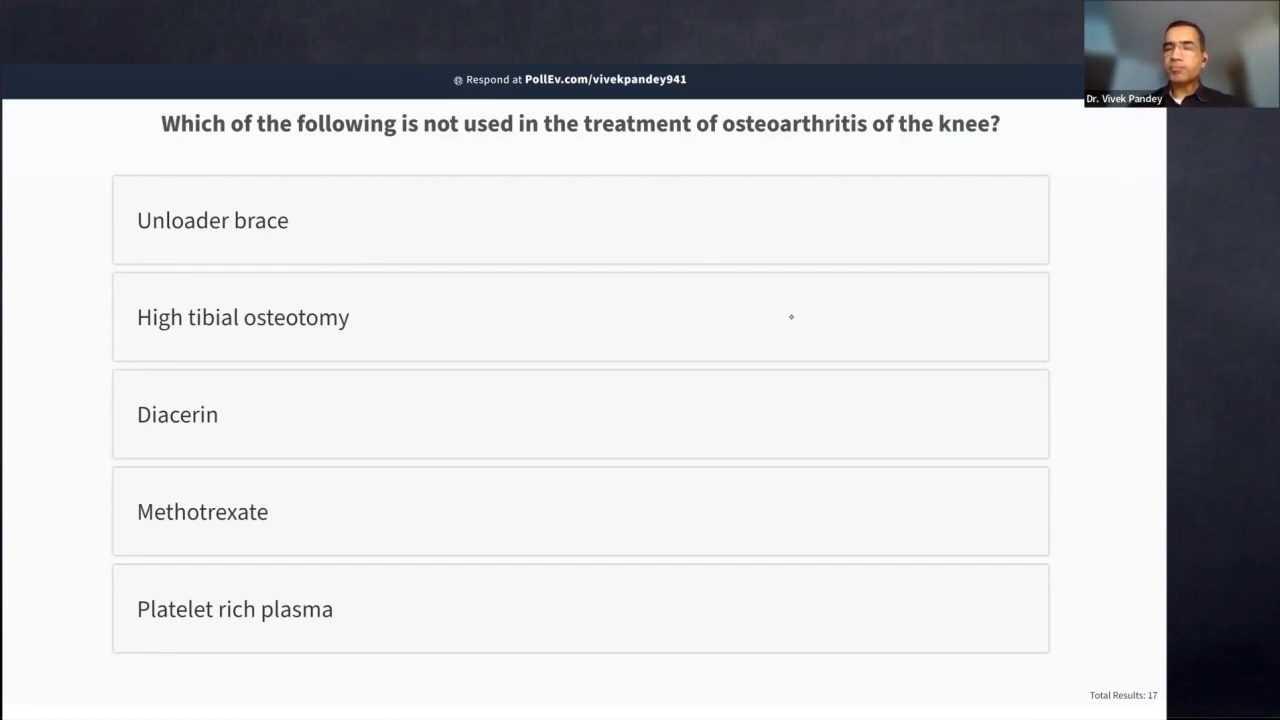 Respond at PollEv.com/vivekpandey941
Dr. Vivek Pandey
Which of the following is not used in the treatment of osteoarthritis of the knee?
Unloader brace
High tibial osteotomy
Diacerin
Methotrexate
Platelet rich plasma
Total Results: 17